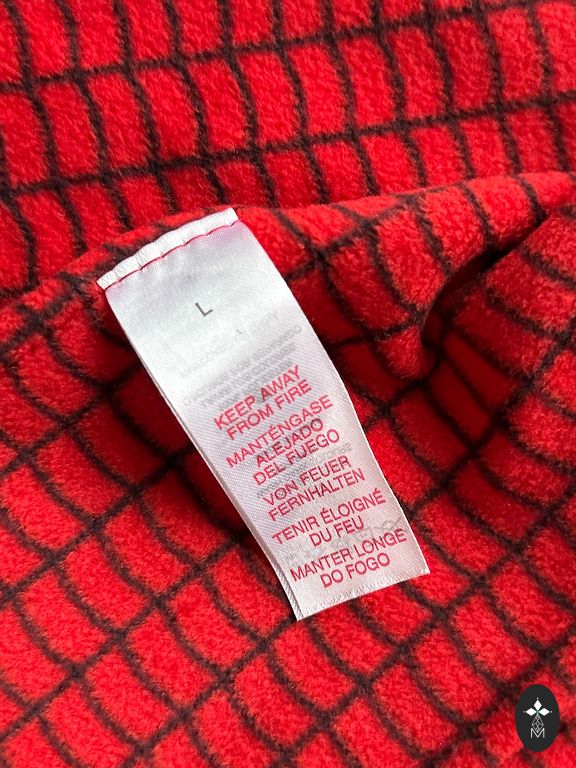 L
KEEP AWAY
FROM FIRE
MANTÉNGASE
ALEJADO
DEL FUEGO
VON FEUER
FERNHALTEN
TENIR ÉLOIGNÉ
DU FEU
MANTER LONGE
DO FOGO